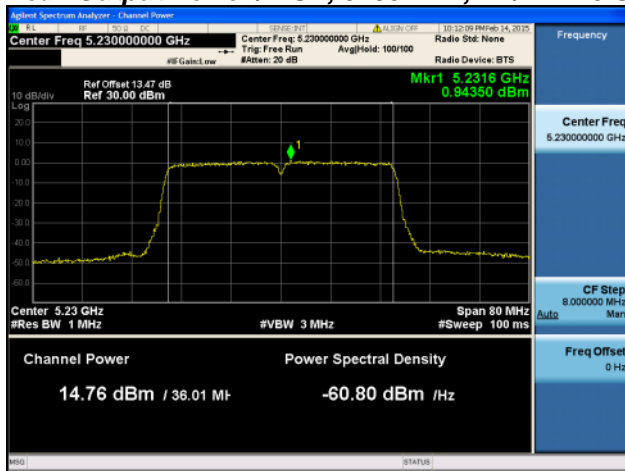 Agilent Spectrum Analyzer - Channel Power
RL RF 50 Ω DC SENSE:INT ALIGN OFF 10:12:09 PM Feb 14, 2015
Center Freq 5.230000000 GHz
Center Freq: 5.230000000 GHz
Radio Std: None
Trig: Free Run Avg|Hold: 100/100
#IFGain:Low #Atten: 20 dB Radio Device: BTS
Frequency
Ref Offset 13.47 dB
10 dB/div Ref 30.00 dBm
Mkr1 5.2316 GHz
0.94350 dBm
Log
20.0
10.0
0.00
-10.0
-20.0
-30.0
-40.0
-50.0
-60.0
1
Center 5.23 GHz Span 80 MHz
#Res BW 1 MHz #VBW 3 MHz #Sweep 100 ms
Channel Power Power Spectral Density
14.76 dBm / 36.01 MH -60.80 dBm /Hz
Center Freq
5.230000000 GHz
CF Step
8.000000 MHz
Auto Man
Freq Offset
0 Hz
MSG STATUS